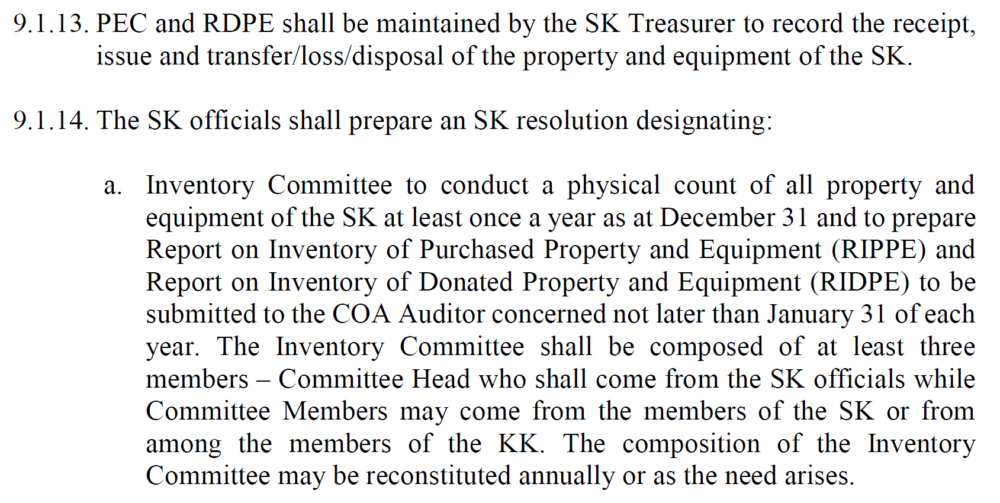 9.1.13. PEC and RDPE shall be maintained by the SK Treasurer to record the receipt,
issue and transfer/loss/disposal of the property and equipment of the SK.
9.1.14. The SK officials shall prepare an SK resolution designating:
a. Inventory Committee to conduct a physical count of all property and
equipment of the SK at least once a year as at December 31 and to prepare
Report on Inventory of Purchased Property and Equipment (RIPPE) and
Report on Inventory of Donated Property and Equipment (RIDPE) to be
submitted to the COA Auditor concerned not later than January 31 of each
year. The Inventory Committee shall be composed of at least three
members – Committee Head who shall come from the SK officials while
Committee Members may come from the members of the SK or from
among the members of the KK. The composition of the Inventory
Committee may be reconstituted annually or as the need arises.